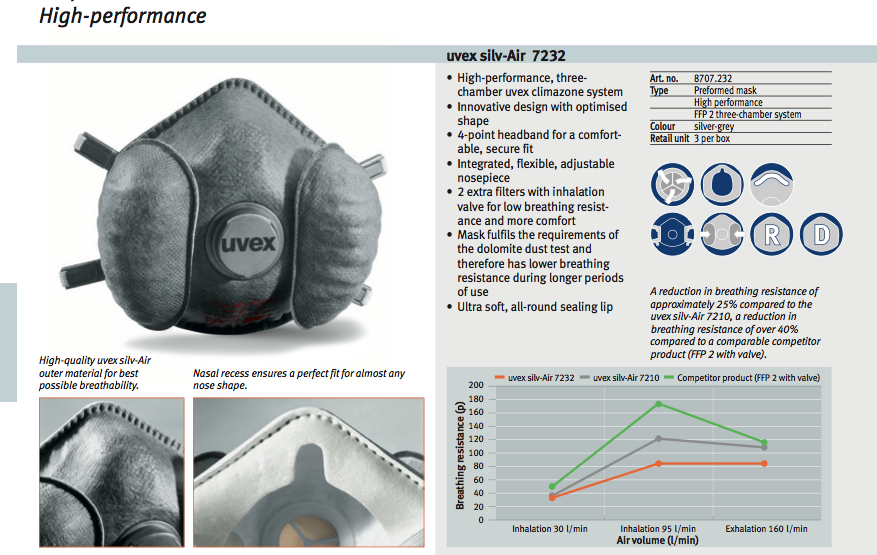 High-performance
uvex silv-Air 7232
• High-performance, three-
chamber uvex climazone system
• Innovative design with optimised
shape
• 4-point headband for a comfort-
able, secure fit
• Integrated, flexible, adjustable
nosepiece
• 2 extra filters with inhalation
valve for low breathing resist-
ance and more comfort
• Mask fulfils the requirements of
the dolomite dust test and
therefore has lower breathing
resistance during longer periods
of use
• Ultra soft, all-round sealing lip
Art. no. 8707.232
Type Preformed mask
High performance
FFP 2 three-chamber system
Colour silver-grey
Retail unit 3 per box
R D
A reduction in breathing resistance of
approximately 25% compared to the
uvex silv-Air 7210, a reduction in
breathing resistance of over 40%
compared to a comparable competitor
product (FFP 2 with valve).
uvex
High-quality uvex silv-Air
outer material for best
possible breathability.
Nasal recess ensures a perfect fit for almost any
nose shape.
uvex silv-Air 7232 uvex silv-Air 7210 Competitor product (FFP 2 with valve)
Breathing resistance (p)
200
180
160
140
120
100
80
60
40
20
0
Inhalation 30 l/min Inhalation 95 l/min Exhalation 160 l/min
Air volume (l/min)